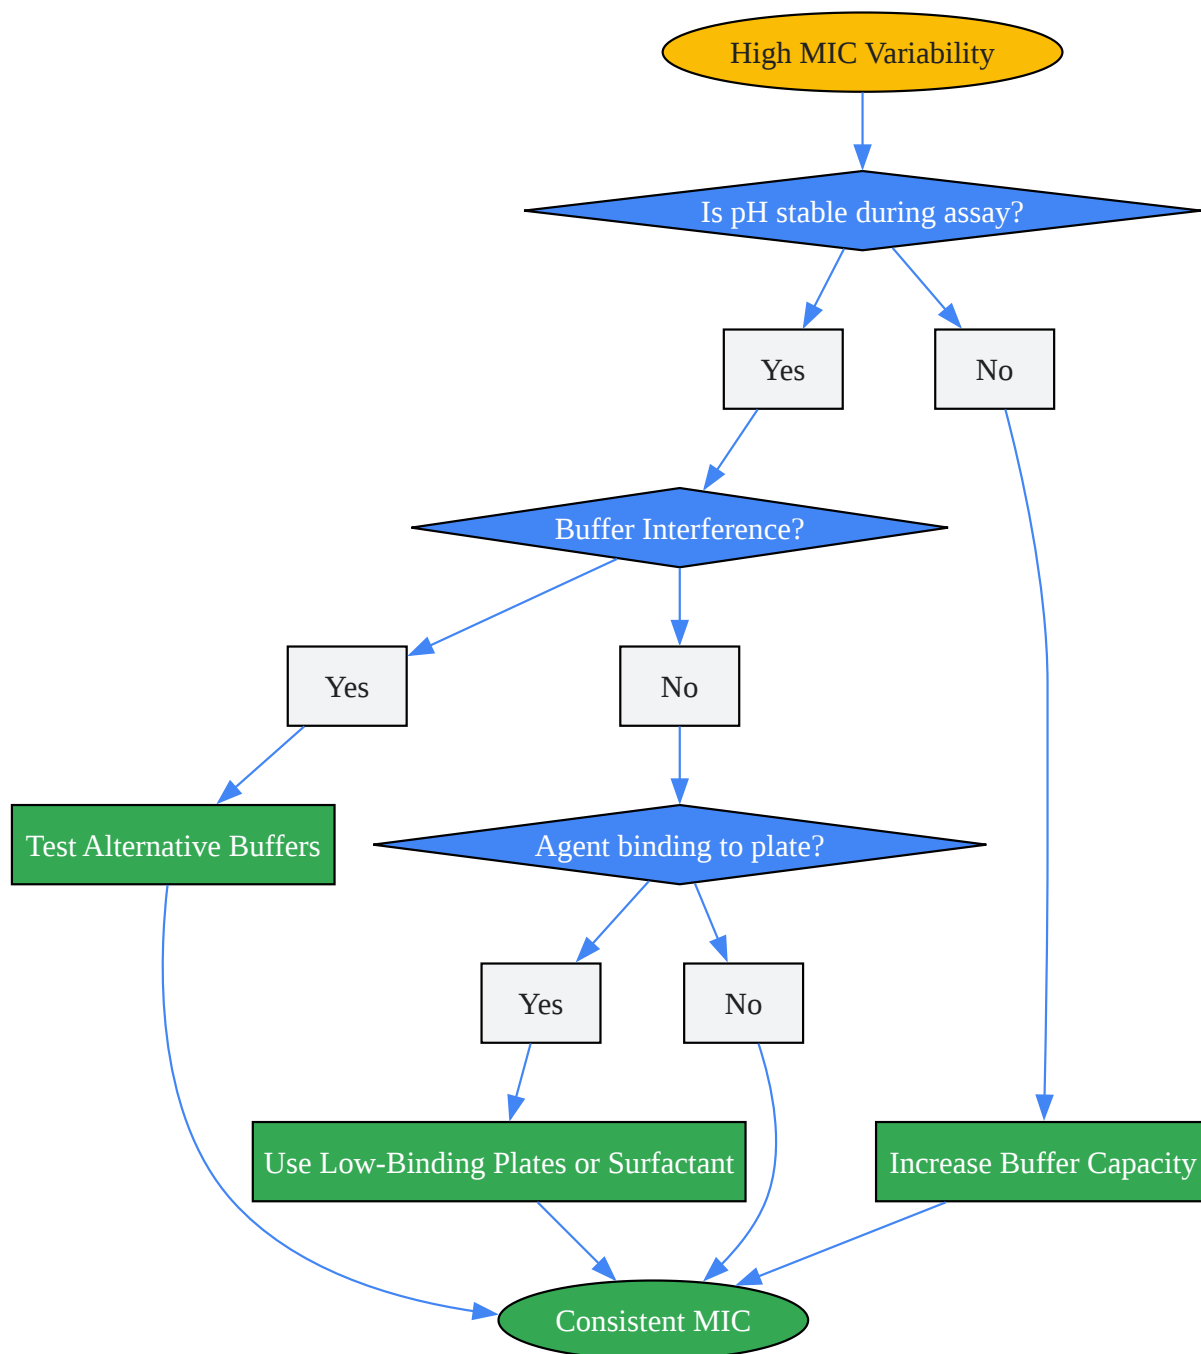 High MIC Variability
Is pH stable during assay?
Yes
No
Buffer Interference?
Yes
No
Test Alternative Buffers
Agent binding to plate?
Yes
No
Use Low-Binding Plates or Surfactant
Increase Buffer Capacity
Consistent MIC